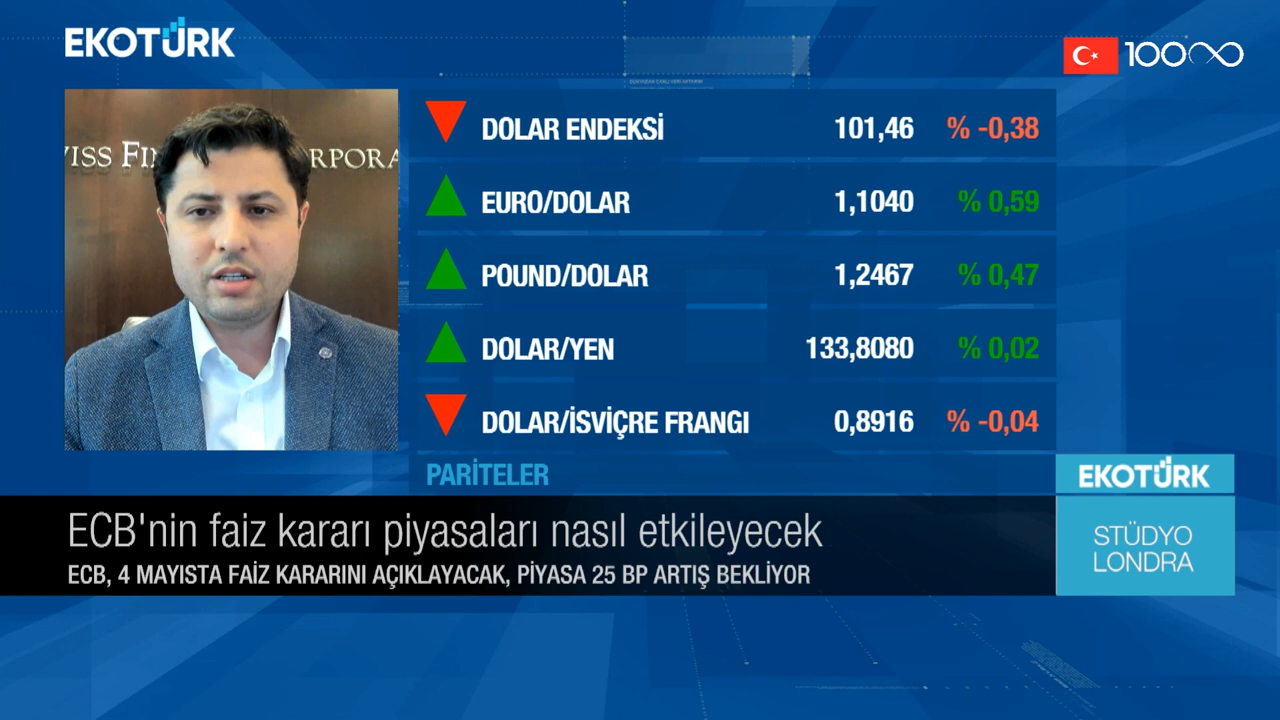 EKOTÜRK
100
VISS FIN
RPORA
DOLAR ENDEKSİ 101,46 % -0,38
EURO/DOLAR 1,1040 % 0,59
POUND/DOLAR 1,2467 % 0,47
DOLAR/YEN 133,8080 % 0,02
DOLAR/İSVİÇRE FRANGI 0,8916 % -0,04
PARİTELER
EKOTÜRK
ECB'nin faiz kararı piyasaları nasıl etkileyecek
ECB, 4 MAYISTA FAİZ KARARINI AÇIKLAYACAK, PİYASA 25 BP ARTIŞ BEKLİYOR
STÜDYO
LONDRA